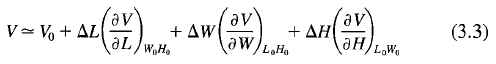 V ≃ V₀ + ΔL(∂V/∂L)_{W₀H₀} + ΔW(∂V/∂W)_{L₀H₀} + ΔH(∂V/∂H)_{L₀W₀} (3.3)